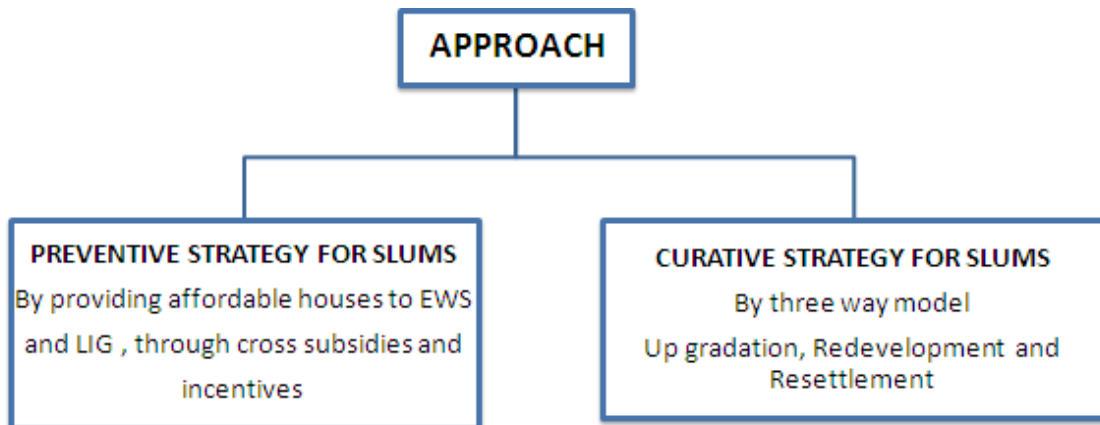 APPROACH
PREVENTIVE STRATEGY FOR SLUMS
By providing affordable houses to EWS
and LIG , through cross subsidies and
incentives
CURATIVE STRATEGY FOR SLUMS
By three way model
Up gradation, Redevelopment and
Resettlement